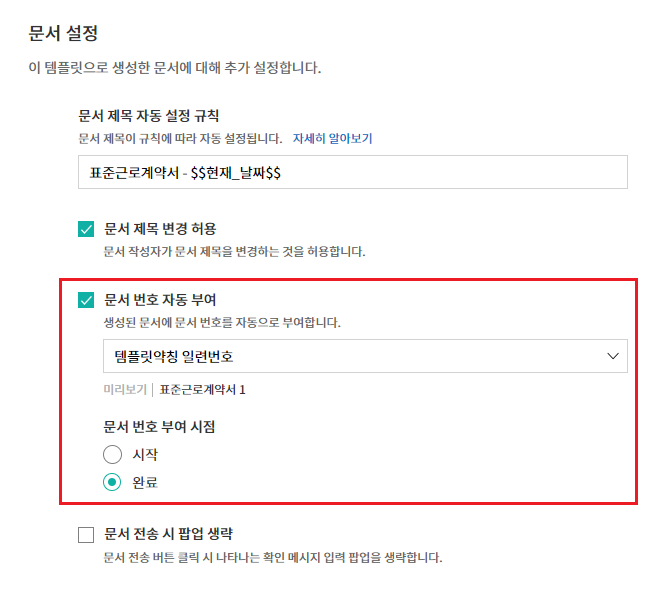 문서 설정
이 템플릿으로 생성한 문서에 대해 추가 설정합니다.
문서 제목 자동 설정 규칙
문서 제목이 규칙에 따라 자동 설정됩니다. 자세히 알아보기
표준근로계약서 - $$현재_날짜$$
문서 제목 변경 허용
문서 작성자가 문서 제목을 변경하는 것을 허용합니다.
문서 번호 자동 부여
생성된 문서에 문서 번호를 자동으로 부여합니다.
템플릿약칭 일련번호
미리보기 | 표준근로계약서 1
문서 번호 부여 시점
시작
완료
문서 전송 시 팝업 생략
문서 전송 버튼 클릭 시 나타나는 확인 메시지 입력 팝업을 생략합니다.